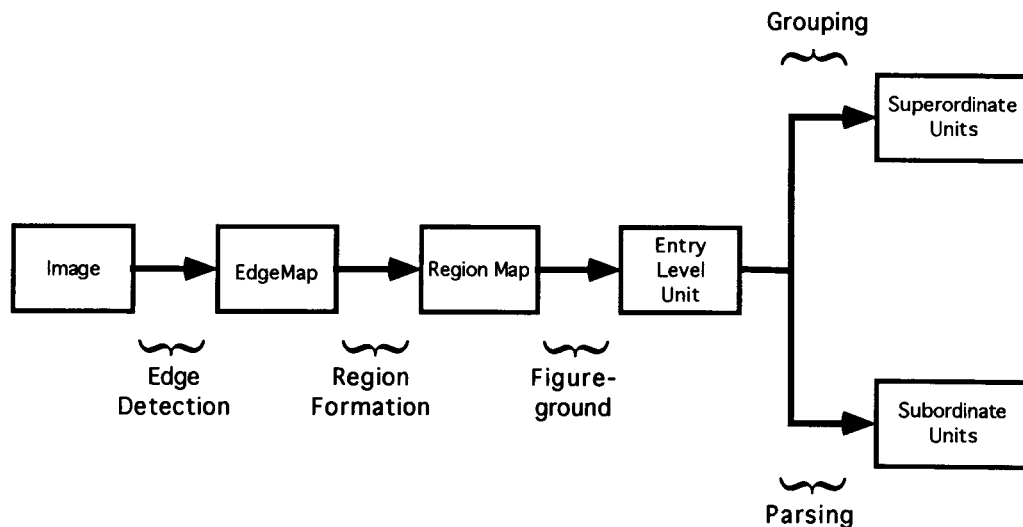 Grouping
Superordinate
Units
Image
EdgeMap
Region Map
Entry
Level
Unit
Edge
Detection
Region
Formation
Figure-
ground
Subordinate
Units
Parsing